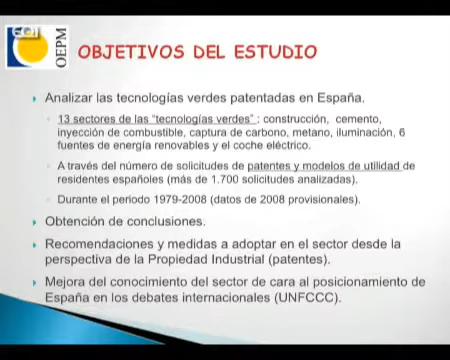 EOI
OEPM
OBJETIVOS DEL ESTUDIO
Analizar las tecnologías verdes patentadas en España.
13 sectores de las "tecnologías verdes" : construcción, cemento,
inyección de combustible, captura de carbono, metano, iluminación, 6
fuentes de energía renovables y el coche eléctrico.
A través del número de solicitudes de patentes y modelos de utilidad de
residentes españoles (más de 1.700 solicitudes analizadas).
Durante el periodo 1979-2008 (datos de 2008 provisionales).
Obtención de conclusiones.
Recomendaciones y medidas a adoptar en el sector desde la
perspectiva de la Propiedad Industrial (patentes).
Mejora del conocimiento del sector de cara al posicionamiento de
España en los debates internacionales (UNFCCC).